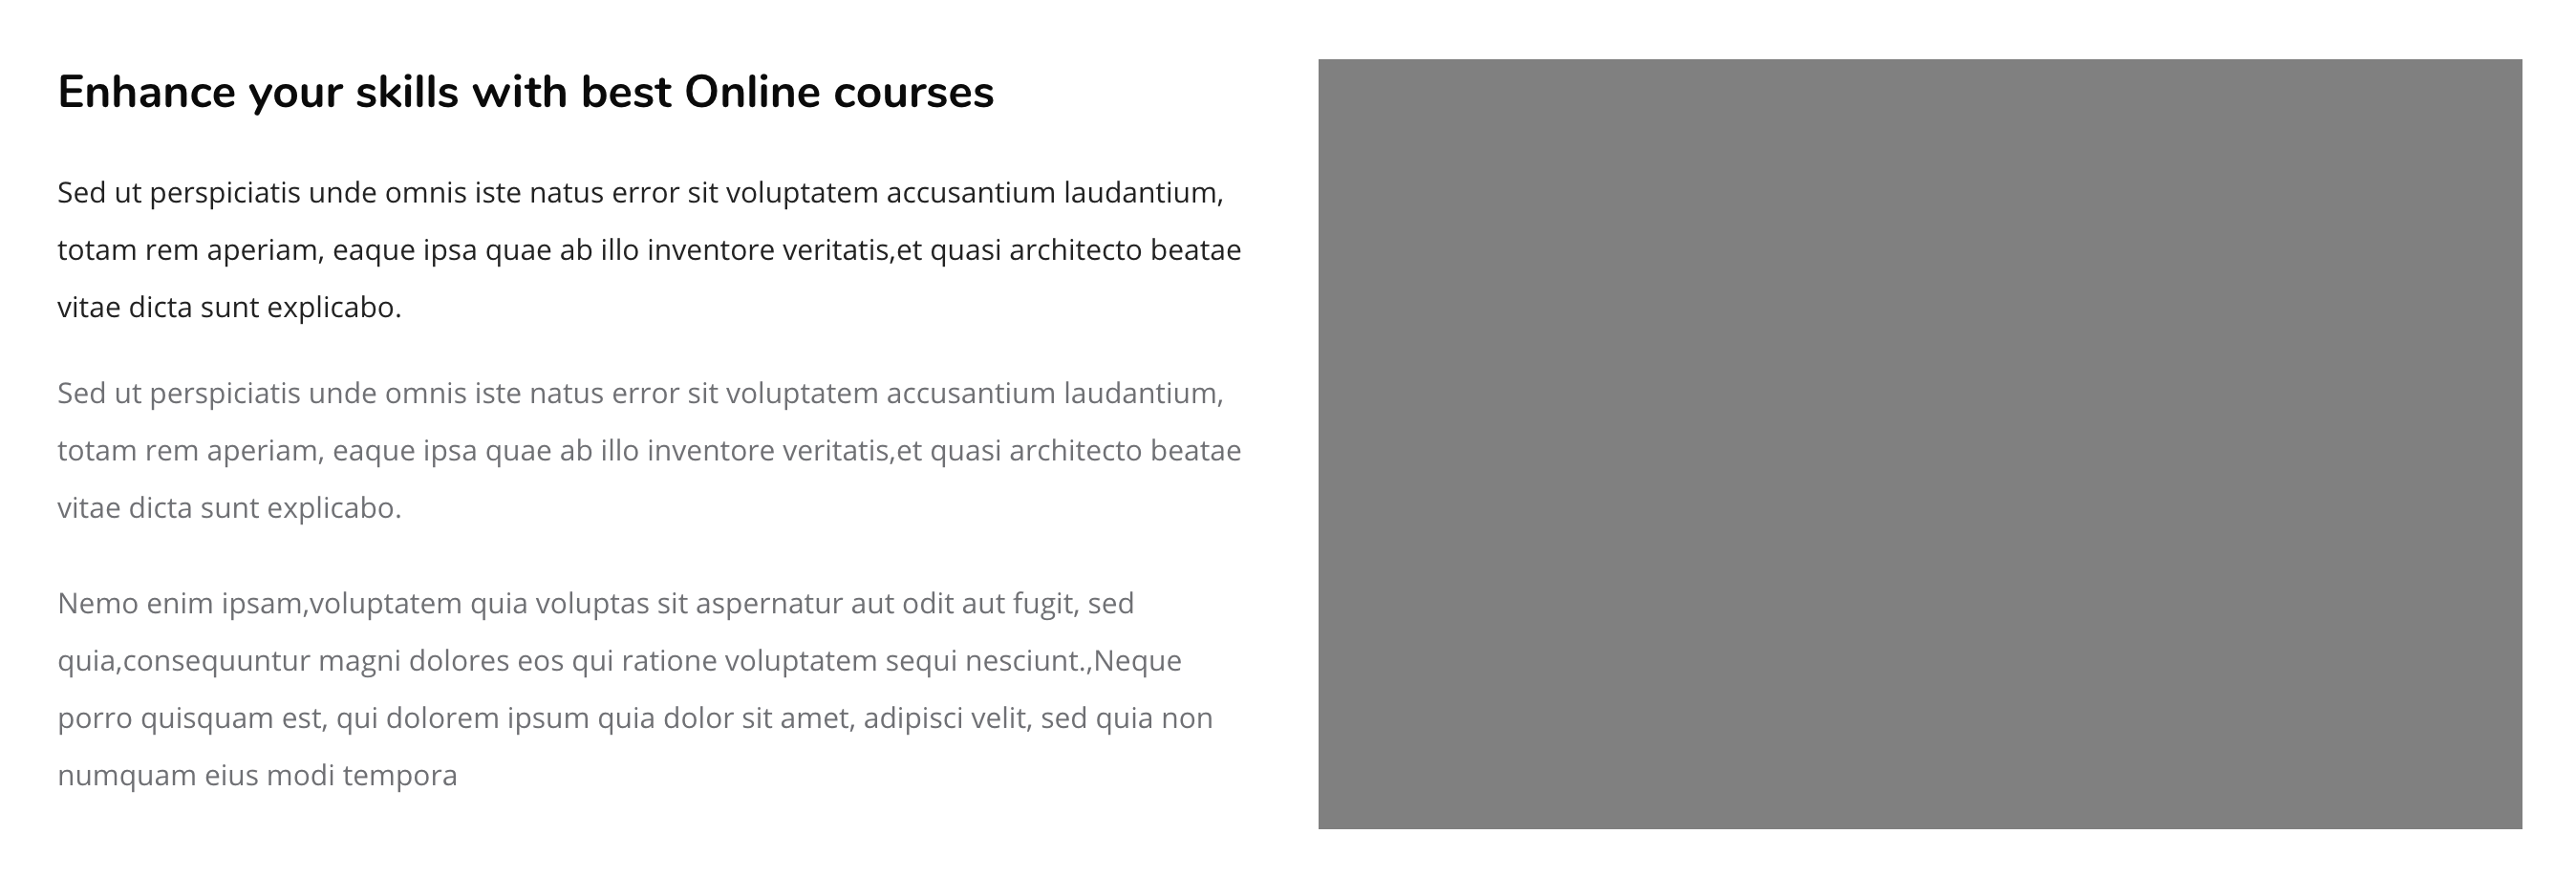 Enhance your skills with best Online courses
Sed ut perspiciatis unde omnis iste natus error sit voluptatem accusantium laudantium,
totam rem aperiam, eaque ipsa quae ab illo inventore veritatis,et quasi architecto beatae
vitae dicta sunt explicabo.
Sed ut perspiciatis unde omnis iste natus error sit voluptatem accusantium laudantium,
totam rem aperiam, eaque ipsa quae ab illo inventore veritatis,et quasi architecto beatae
vitae dicta sunt explicabo.
Nemo enim ipsam,voluptatem quia voluptas sit aspernatur aut odit aut fugit, sed
quia,consequuntur magni dolores eos qui ratione voluptatem sequi nesciunt.,Neque
porro quisquam est, qui dolorem ipsum quia dolor sit amet, adipisci velit, sed quia non
numquam eius modi tempora